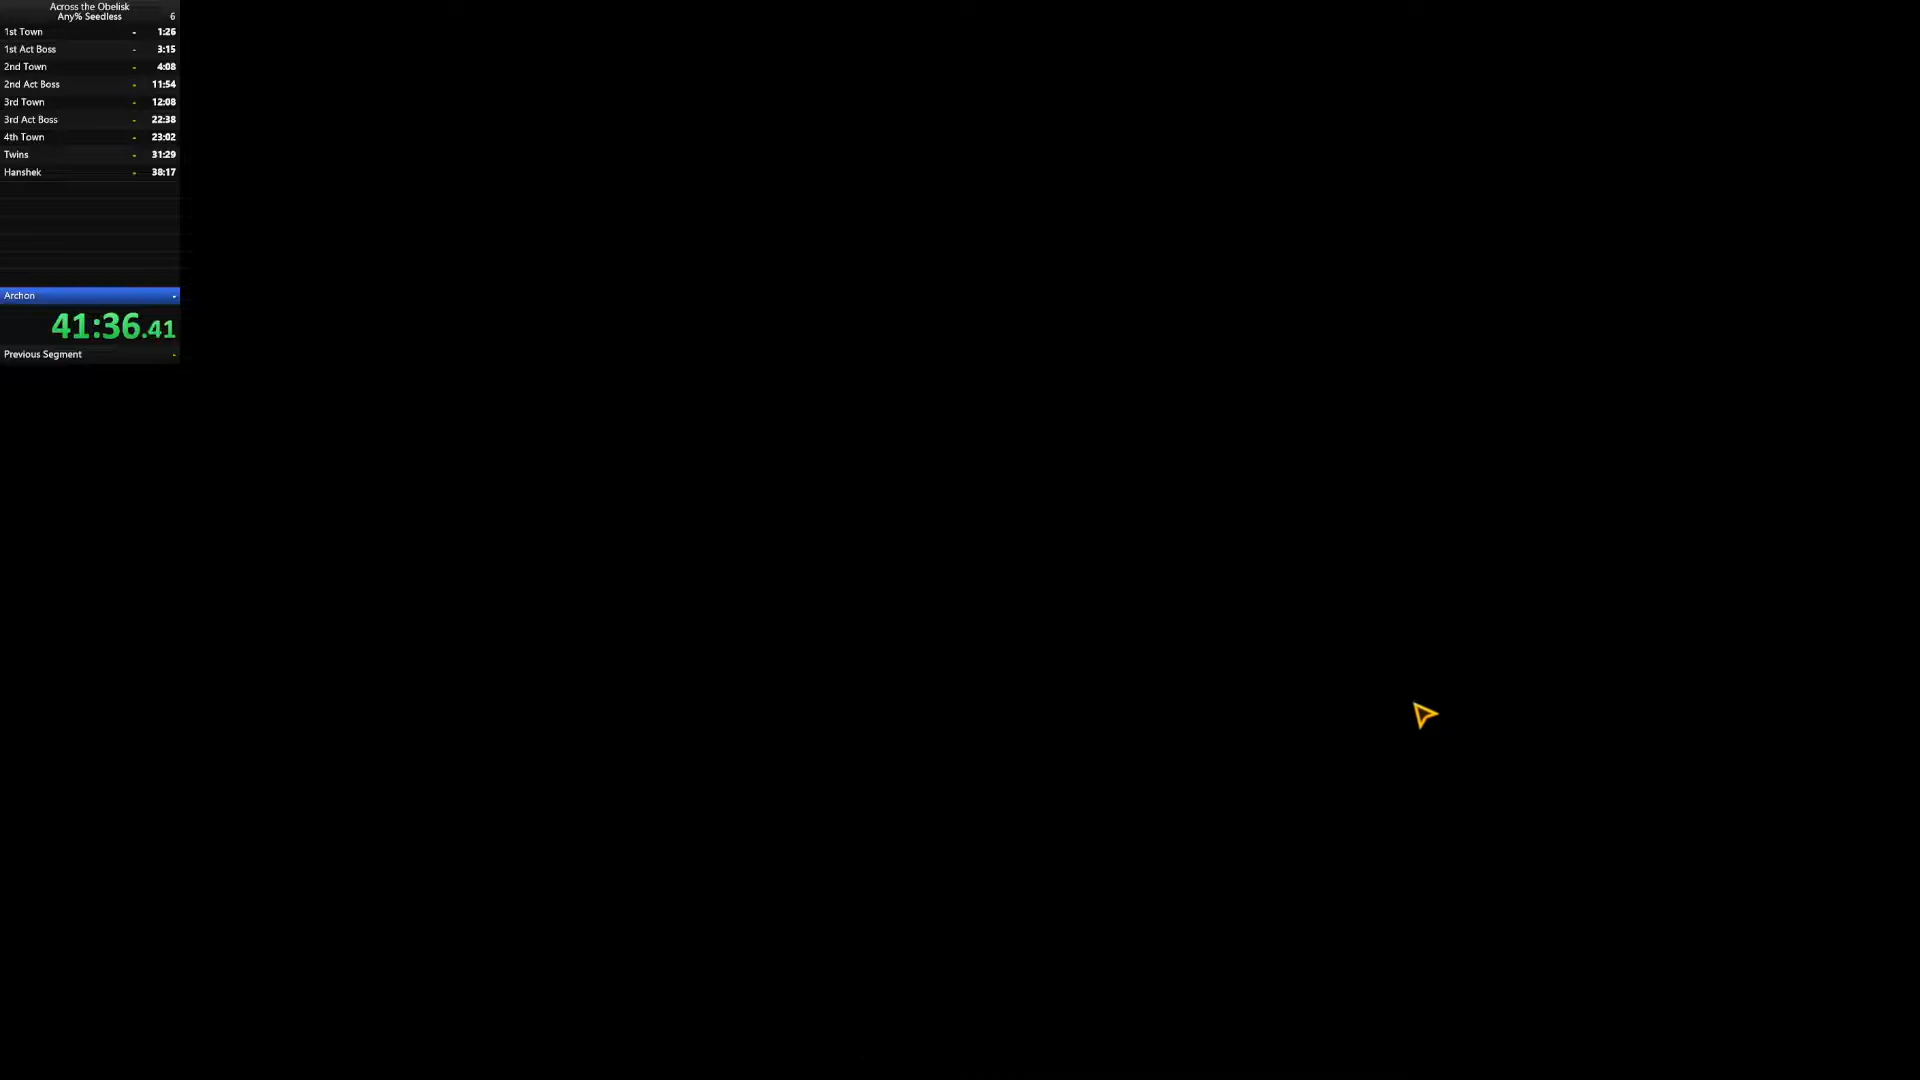 Across the Obelisk
Any% Seedless 6
1st Town - 1:26
1st Act Boss - 3:15
2nd Town - 4:08
2nd Act Boss - 11:54
3rd Town - 12:08
3rd Act Boss - 22:38
4th Town - 23:02
Twins - 31:29
Hanshek - 38:17
Archon -
41:36.41
Previous Segment -